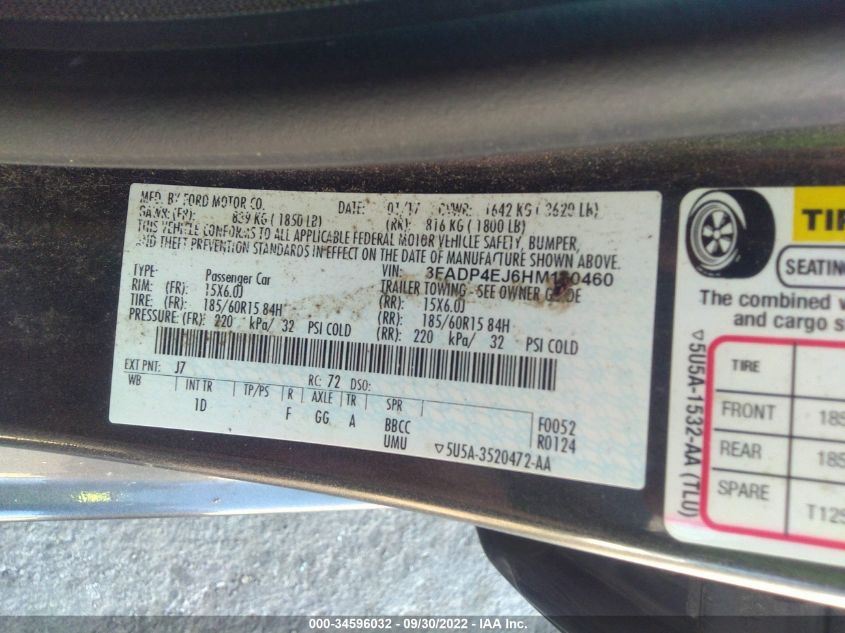 MFD. BY FORD MOTOR CO.
DATE: 01/17 GVWR: 1642 KG ( 3620 LB)
GAWR:(FR): 839 KG ( 1850 LB) (RR): 816 KG ( 1800 LB)
THIS VEHICLE CONFORMS TO ALL APPLICABLE FEDERAL MOTOR VEHICLE SAFETY, BUMPER,
AND THEFT PREVENTION STANDARDS IN EFFECT ON THE DATE OF MANUFACTURE SHOWN ABOVE.
VIN:
TYPE: Passenger Car TRAILER TOWING - SEE OWNER GUIDE
RIM: (FR): 15X6.0J (RR): 15X6.0J
TIRE: (FR): 185/60R15 84H (RR): 185/60R15 84H
PRESSURE: (FR): 220 kPa/ 32 PSI COLD (RR): 220 kPa/ 32 PSI COLD
EXT PNT: J7 RC: 72 DSO:
WB INT TR TP/PS R AXLE TR SPR
1D F GG A BBCC F0052
UMU R0124
▽5U5A-3520472-AA
SEATING
The combined
and cargo
TIRE
FRONT
REAR
SPARE
▽5U5A-1532-AA (TLU)
000-34596032 - 09/30/2022 - IAA Inc.